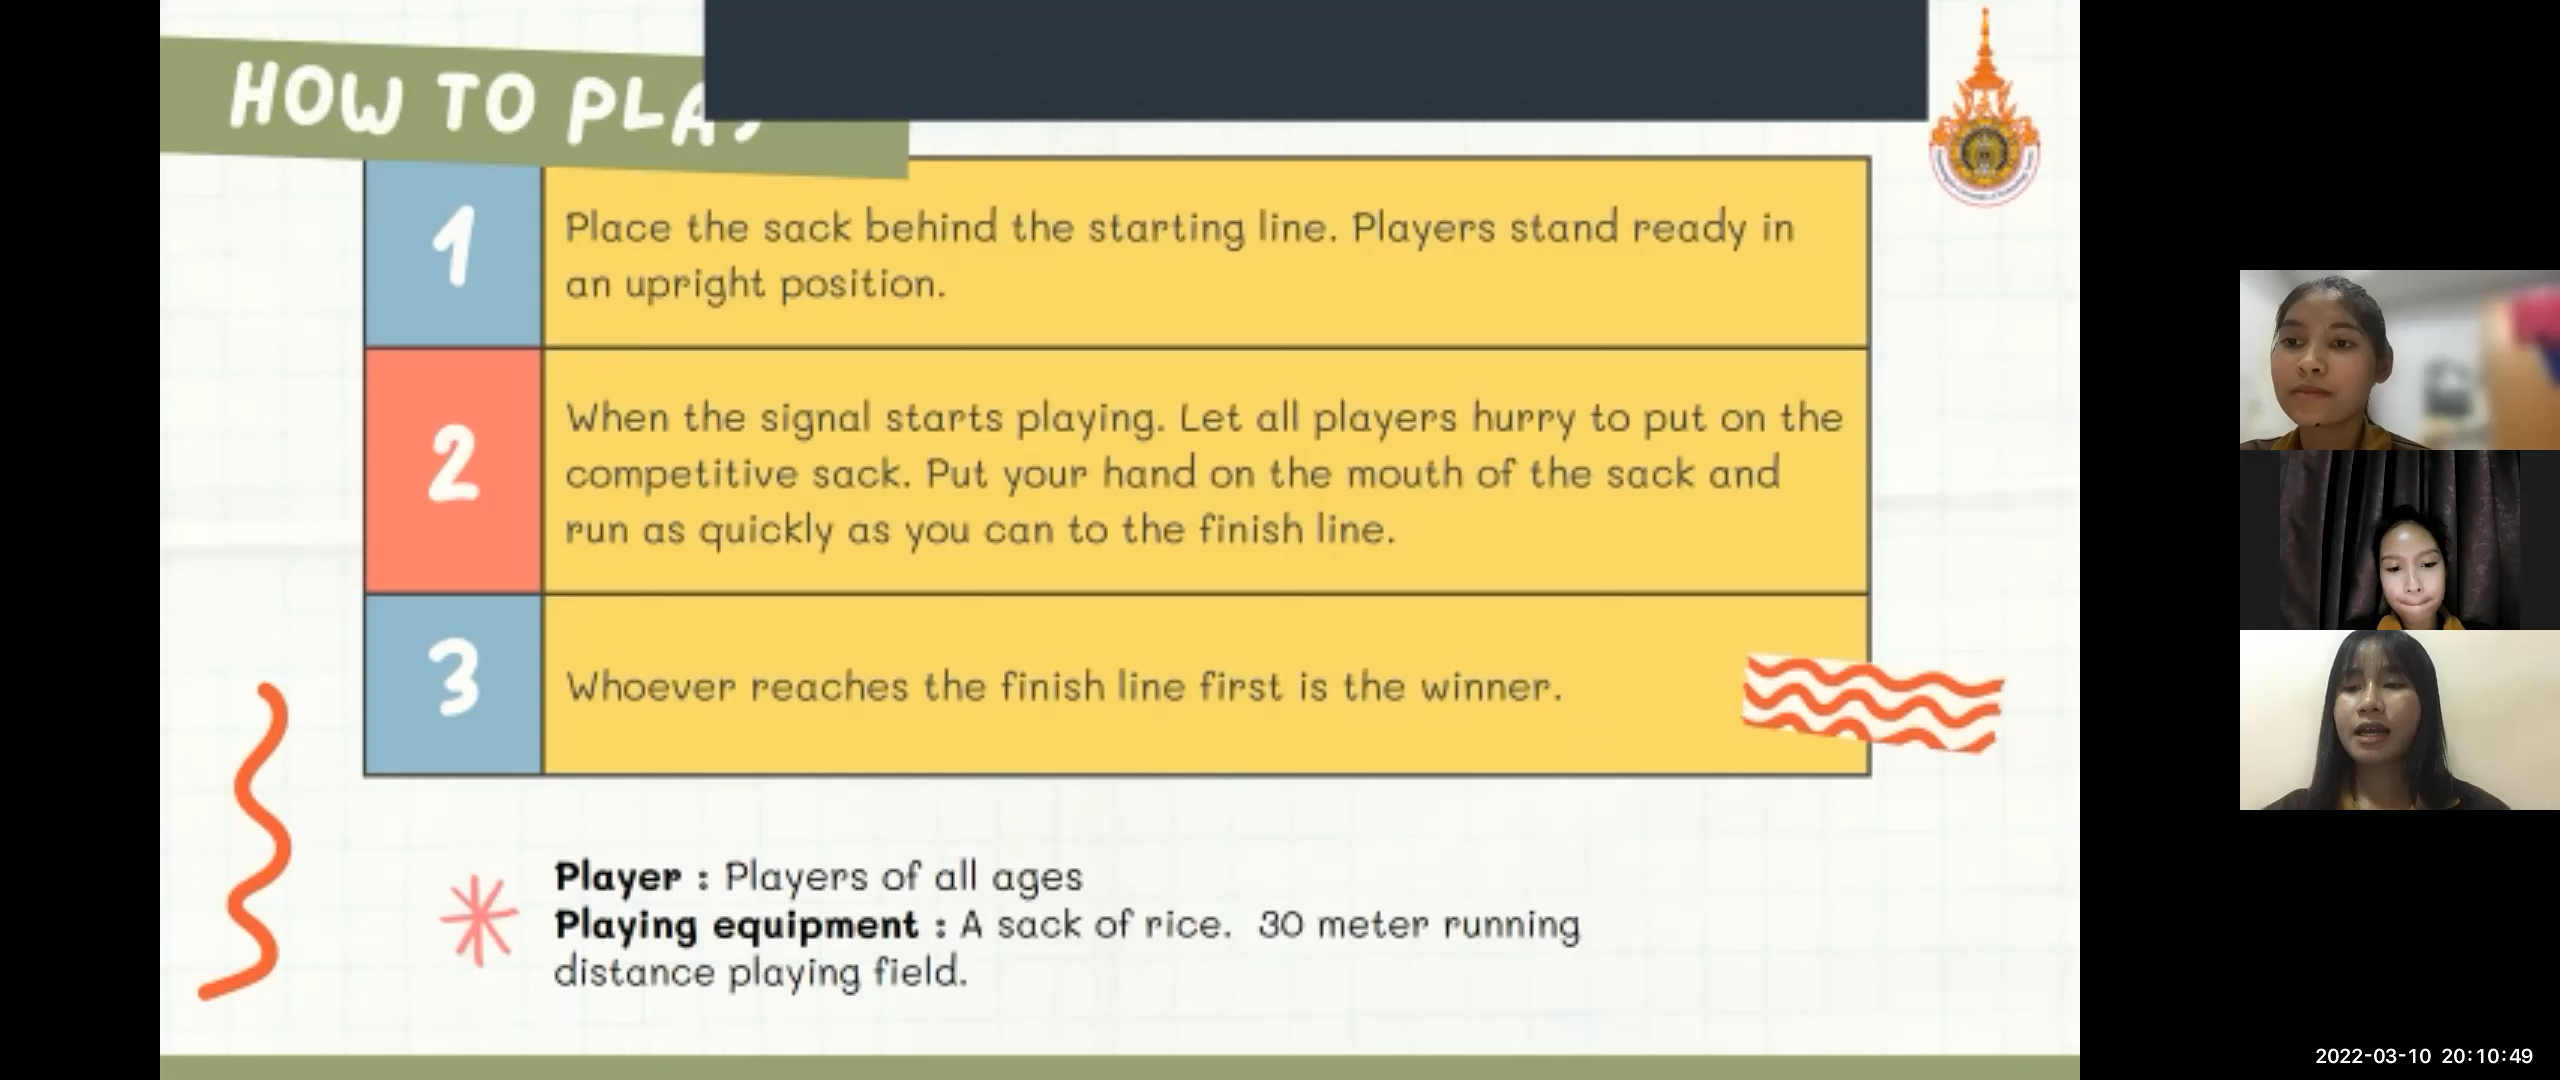 HOW TO PLAY
1
Place the sack behind the starting line. Players stand ready in
an upright position.
2
When the signal starts playing. Let all players hurry to put on the
competitive sack. Put your hand on the mouth of the sack and
run as quickly as you can to the finish line.
3
Whoever reaches the finish line first is the winner.
Player : Players of all ages
Playing equipment : A sack of rice. 30 meter running
distance playing field.
2022-03-10 20:10:49